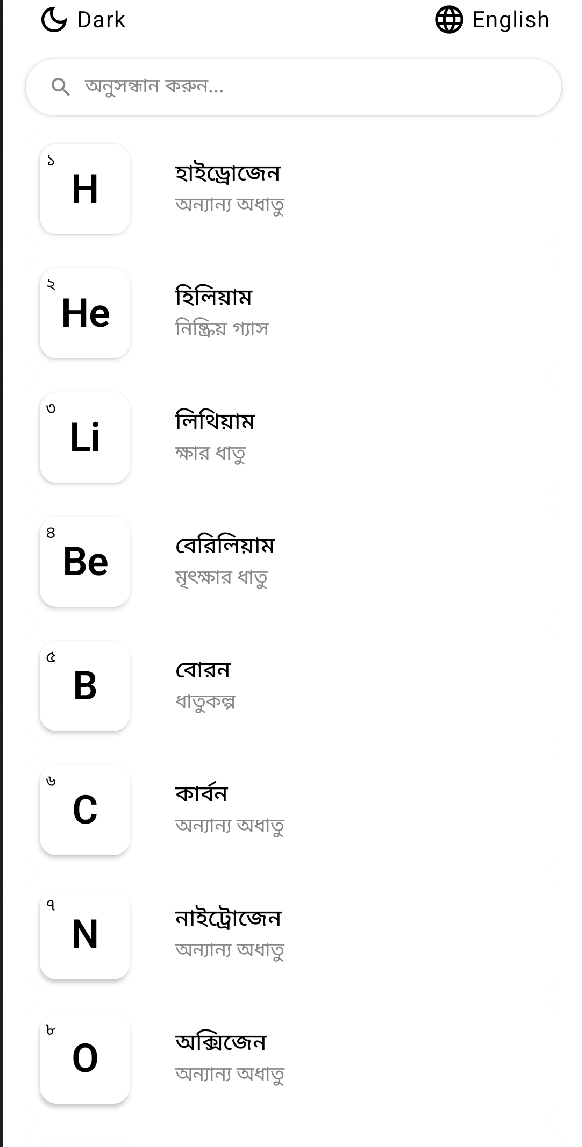 Dark
English
অনুসন্ধান করুন...
১
H
হাইড্রোজেন
অন্যান্য অধাতু
২
He
হিলিয়াম
নিষ্ক্রিয় গ্যাস
৩
Li
লিথিয়াম
ক্ষার ধাতু
৪
Be
বেরিলিয়াম
মৃৎক্ষার ধাতু
৫
B
বোরন
ধাতুকল্প
৬
C
কার্বন
অন্যান্য অধাতু
৭
N
নাইট্রোজেন
অন্যান্য অধাতু
৮
O
অক্সিজেন
অন্যান্য অধাতু